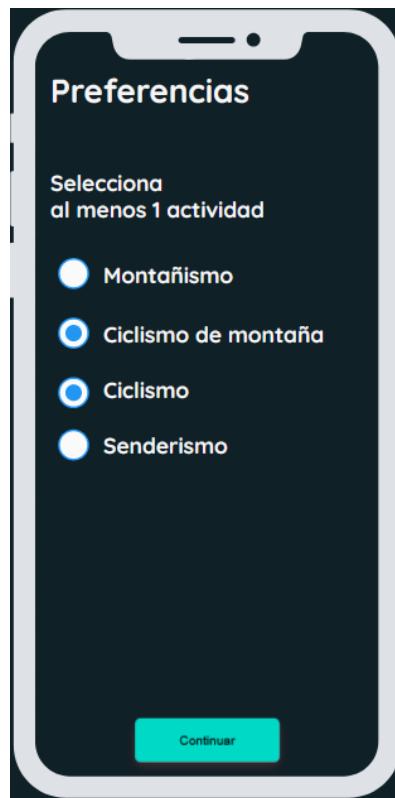 Preferencias
Selecciona
al menos 1 actividad
Montañismo
Ciclismo de montaña
Ciclismo
Senderismo
Continuar